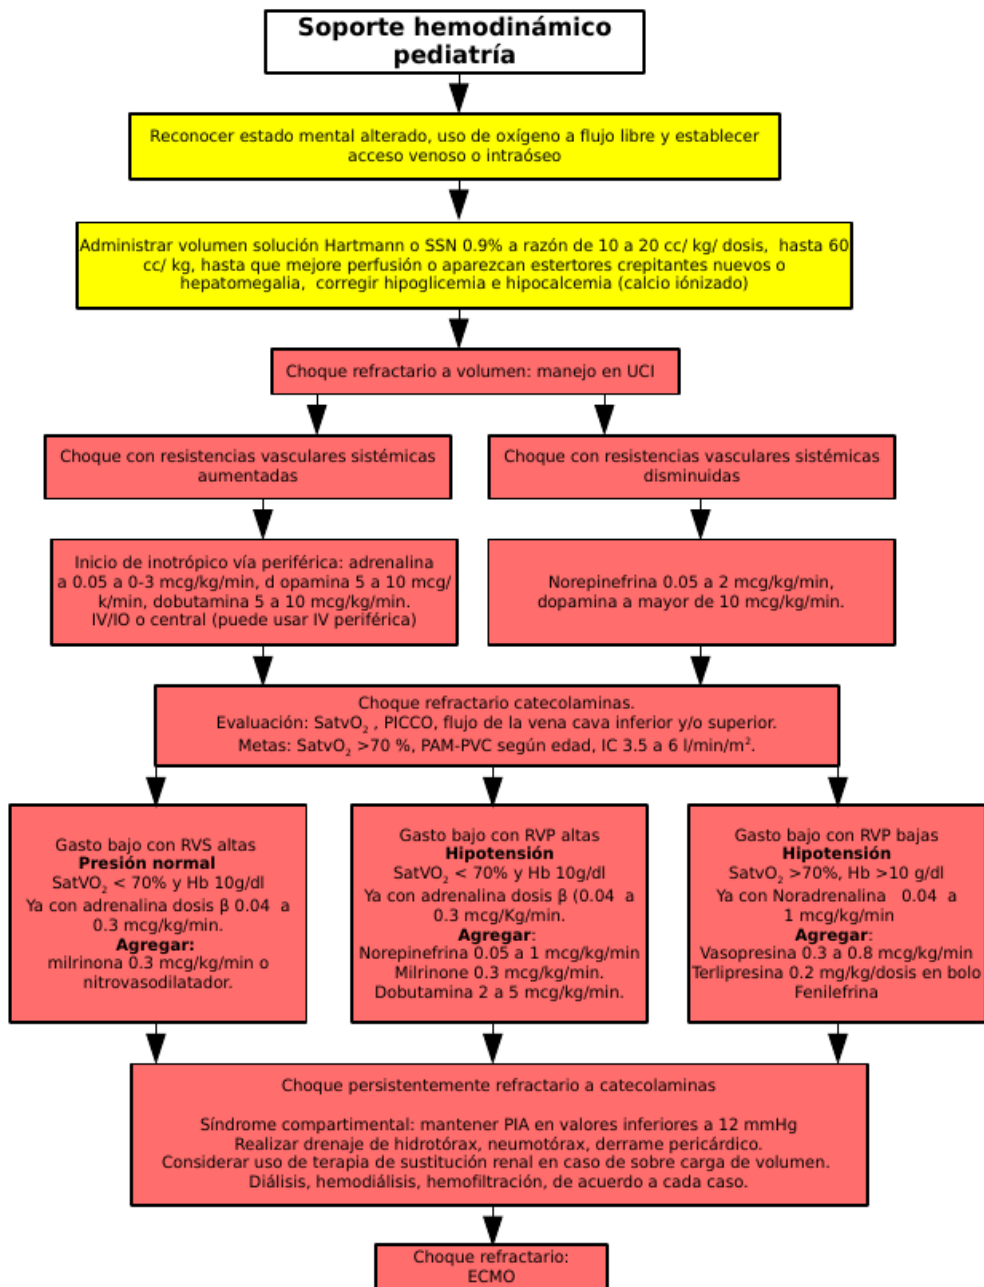 Soporte hemodinámico
pediatría
Reconocer estado mental alterado, uso de oxígeno a flujo libre y establecer
acceso venoso o intraóseo
Administrar volumen solución Hartmann o SSN 0.9% a razón de 10 a 20 cc/ kg/ dosis, hasta 60
cc/ kg, hasta que mejore perfusión o aparezcan estertores crepitantes nuevos o
hepatomegalia, corregir hipoglicemia e hipocalcemia (calcio iónizado)
Choque refractario a volumen: manejo en UCI
Choque con resistencias vasculares sistémicas
aumentadas
Choque con resistencias vasculares sistémicas
disminuidas
Inicio de inotrópico vía periférica: adrenalina
a 0.05 a 0-3 mcg/kg/min, d opamina 5 a 10 mcg/
k/min, dobutamina 5 a 10 mcg/kg/min.
IV/IO o central (puede usar IV periférica)
Norepinefrina 0.05 a 2 mcg/kg/min,
dopamina a mayor de 10 mcg/kg/min.
Choque refractario catecolaminas.
Evaluación: SatvO₂ , PICCO, flujo de la vena cava inferior y/o superior.
Metas: SatvO₂ >70 %, PAM-PVC según edad, IC 3.5 a 6 l/min/m².
Gasto bajo con RVS altas
Presión normal
SatVO₂ < 70% y Hb 10g/dl
Ya con adrenalina dosis β 0.04 a
0.3 mcg/kg/min.
Agregar:
milrinona 0.3 mcg/kg/min o
nitrovasodilatador.
Gasto bajo con RVP altas
Hipotensión
SatVO₂ < 70% y Hb 10g/dl
Ya con adrenalina dosis β (0.04 a
0.3 mcg/Kg/min.
Agregar:
Norepinefrina 0.05 a 1 mcg/kg/min
Milrinone 0.3 mcg/kg/min.
Dobutamina 2 a 5 mcg/kg/min.
Gasto bajo con RVP bajas
Hipotensión
SatvO₂ >70%, Hb >10 g/dl
Ya con Noradrenalina 0.04 a
1 mcg/kg/min
Agregar:
Vasopresina 0.3 a 0.8 mcg/kg/min
Terlipresina 0.2 mg/kg/dosis en bolo
Fenilefrina
Choque persistentemente refractario a catecolaminas
Síndrome compartimental: mantener PIA en valores inferiores a 12 mmHg
Realizar drenaje de hidrotórax, neumotórax, derrame pericárdico.
Considerar uso de terapia de sustitución renal en caso de sobre carga de volumen.
Diálisis, hemodiálisis, hemofiltración, de acuerdo a cada caso.
Choque refractario:
ECMO